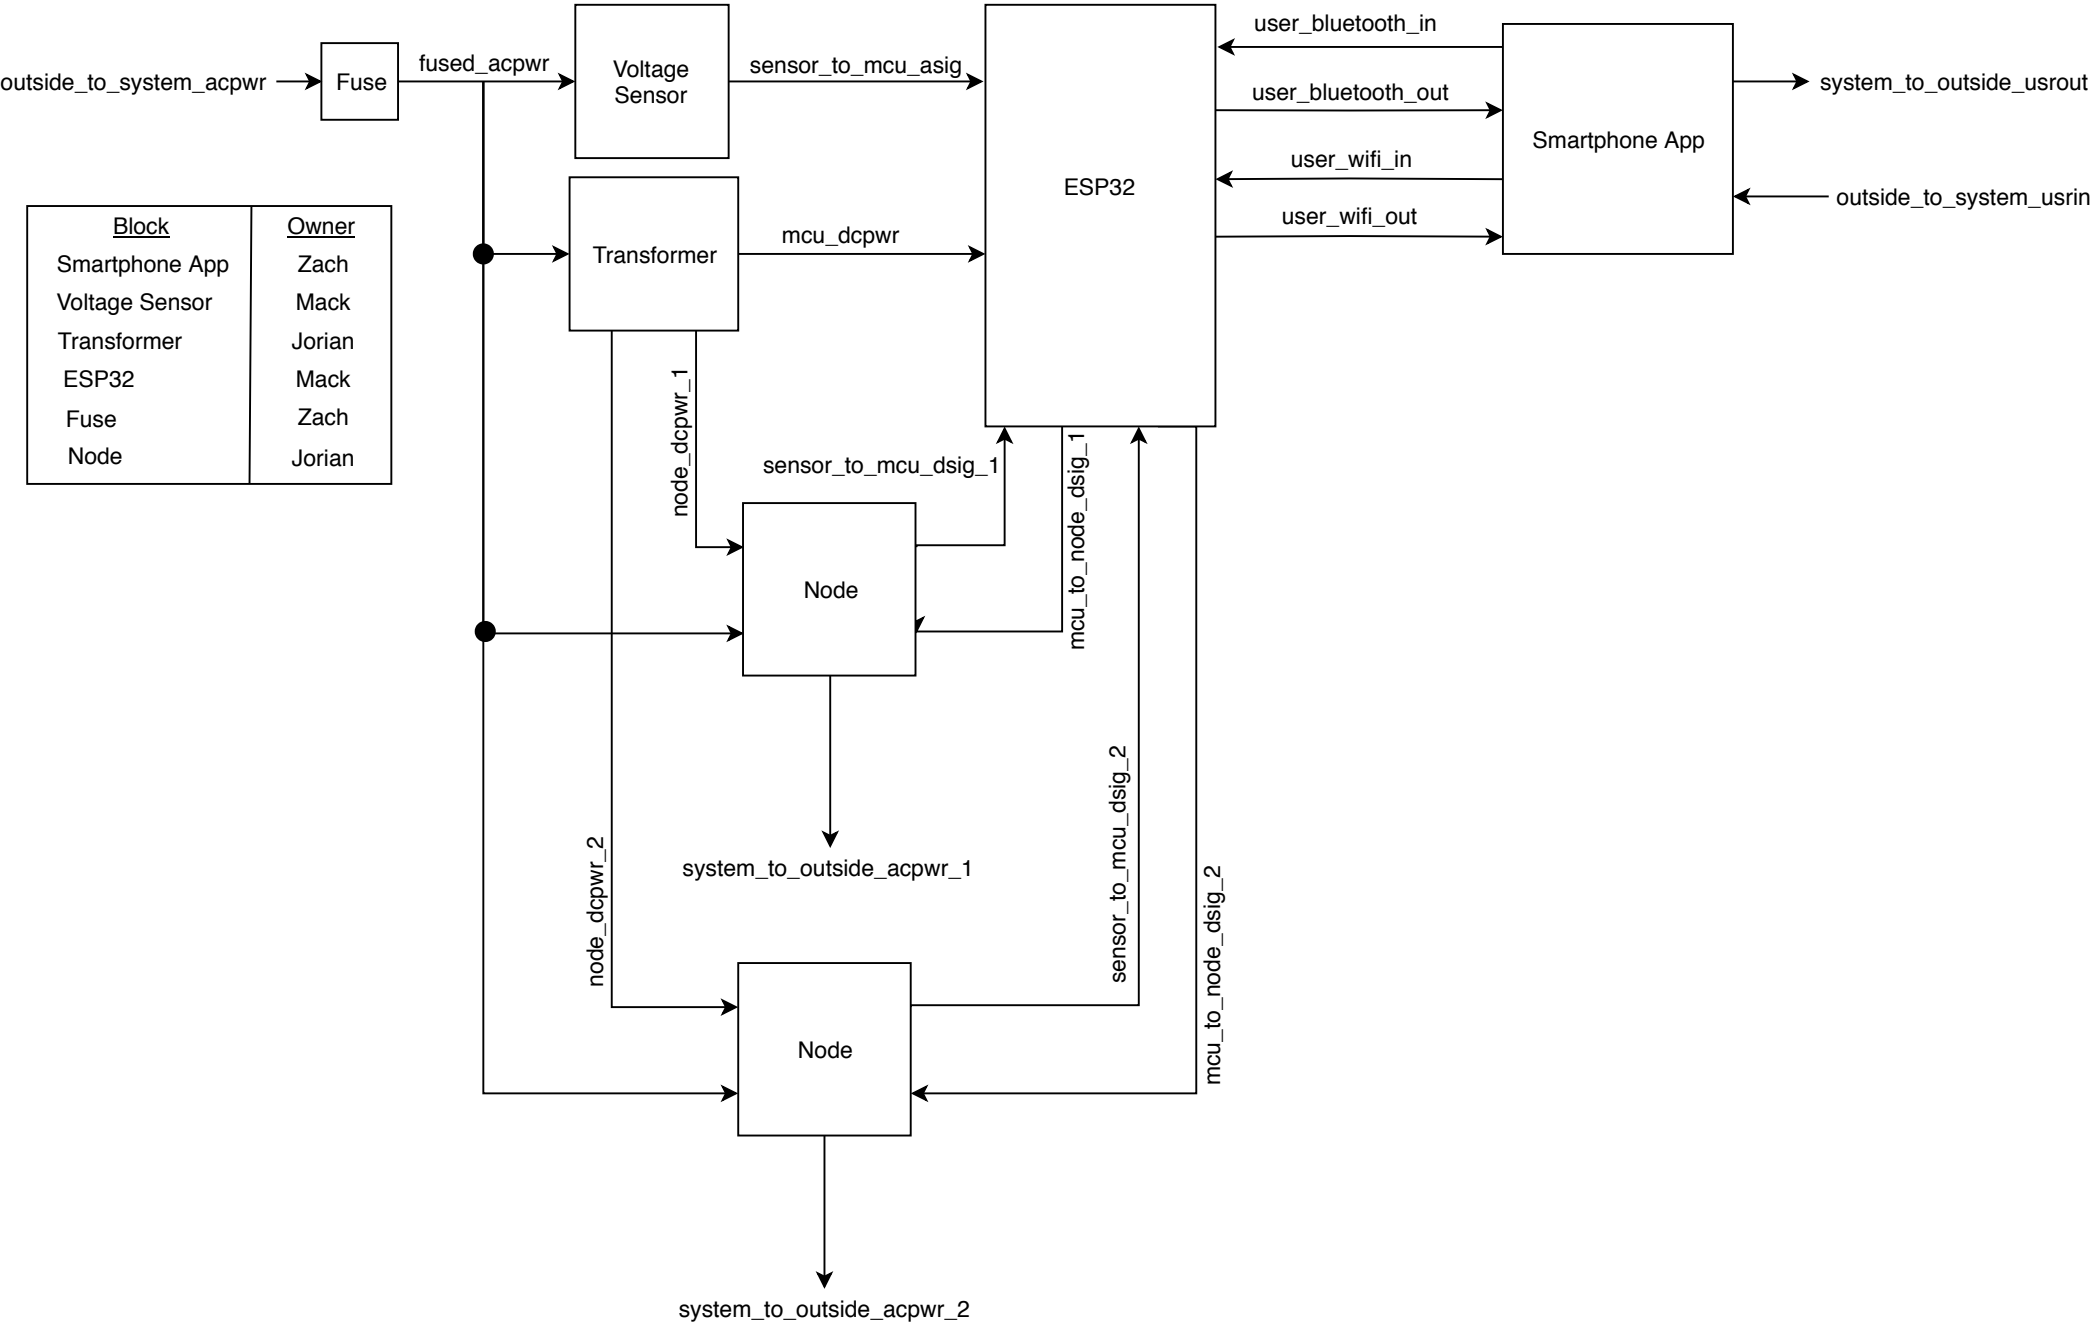 outside_to_system_acpwr
Fuse
fused_acpwr
Voltage
Sensor
sensor_to_mcu_asig
ESP32
user_bluetooth_in
user_bluetooth_out
user_wifi_in
user_wifi_out
Smartphone App
system_to_outside_usrout
outside_to_system_usrin
Transformer
mcu_dcpwr
Block Owner
Smartphone App Zach
Voltage Sensor Mack
Transformer Jorian
ESP32 Mack
Fuse Zach
Node Jorian
node_dcpwr_1
sensor_to_mcu_dsig_1
mcu_to_node_dsig_1
Node
system_to_outside_acpwr_1
node_dcpwr_2
sensor_to_mcu_dsig_2
mcu_to_node_dsig_2
Node
system_to_outside_acpwr_2